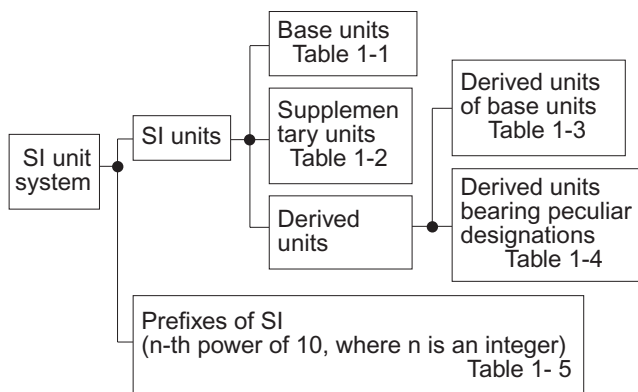 SI unit
system
SI units
Base units
Table 1-1
Supplemen
tary units
Table 1-2
Derived
units
Derived units
of base units
Table 1-3
Derived units
bearing peculiar
designations
Table 1-4
Prefixes of SI
(n-th power of 10, where n is an integer)
Table 1- 5